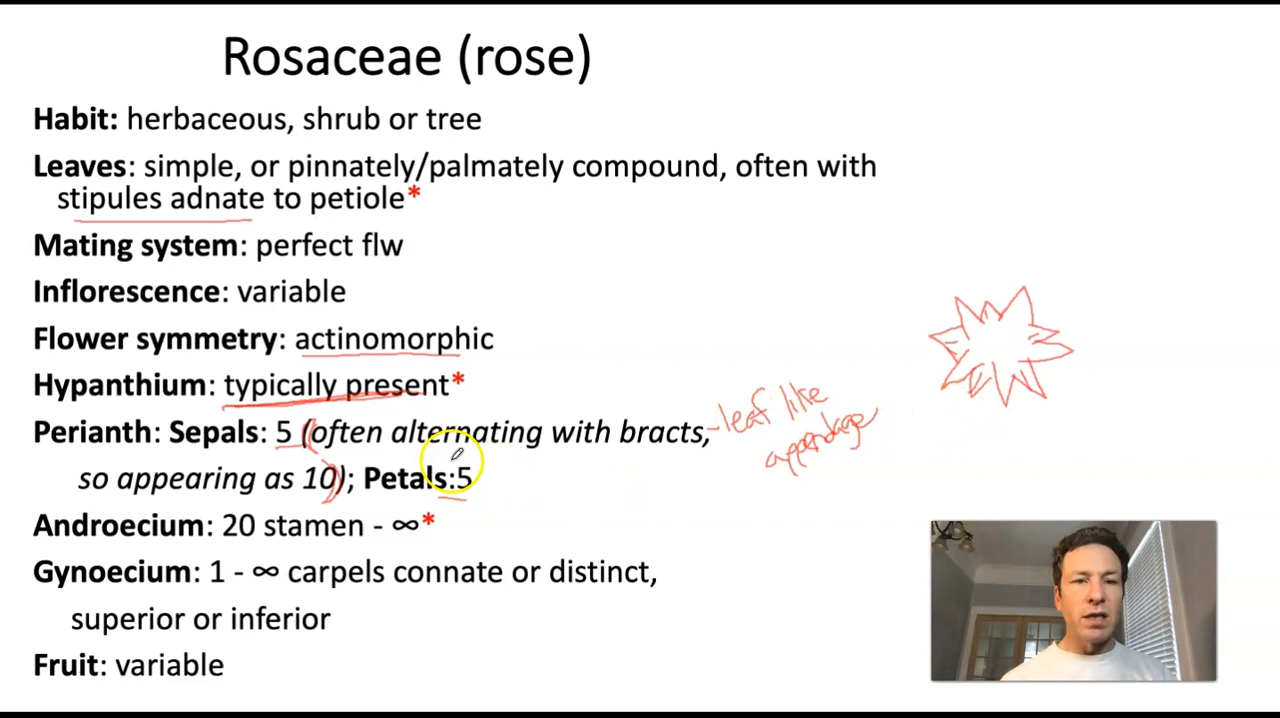 Rosaceae (rose)
Habit: herbaceous, shrub or tree
Leaves: simple, or pinnately/palmately compound, often with
stipules adnate to petiole*
Mating system: perfect flw
Inflorescence: variable
Flower symmetry: actinomorphic
Hypanthium: typically present*
Perianth: Sepals: 5 (often alternating with bracts,
-leaf like
appendage
so appearing as 10); Petals:5
Androecium: 20 stamen - ∞*
Gynoecium: 1 - ∞ carpels connate or distinct,
superior or inferior
Fruit: variable